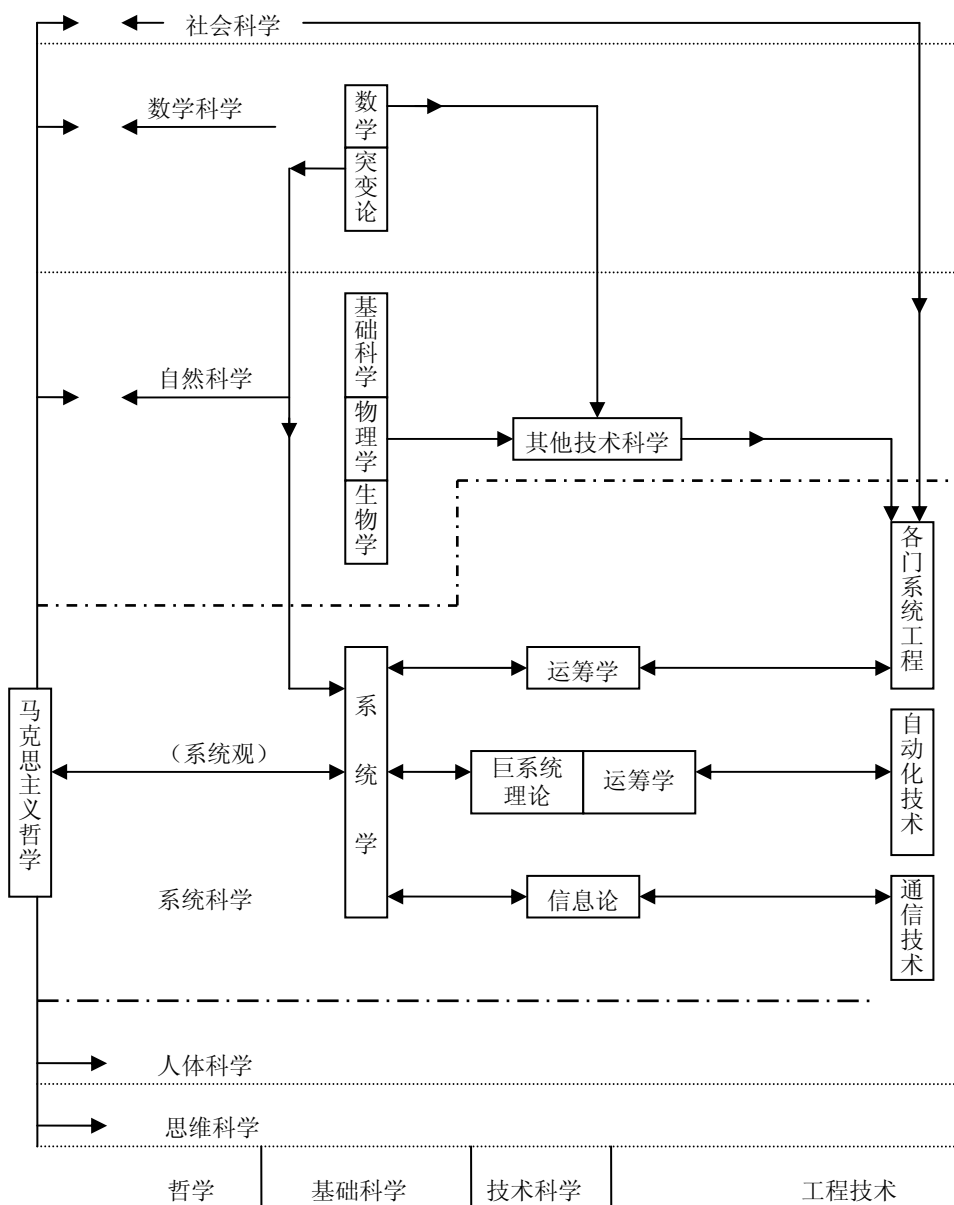 社会科学
数学科学
数学
突变论
基础科学
物理学
生物学
自然科学
其他技术科学
各门系统工程
马克思主义哲学
（系统观）
系统科学
系统学
运筹学
巨系统
理论
运筹学
自动化技术
信息论
通信技术
人体科学
思维科学
哲学
基础科学
技术科学
工程技术